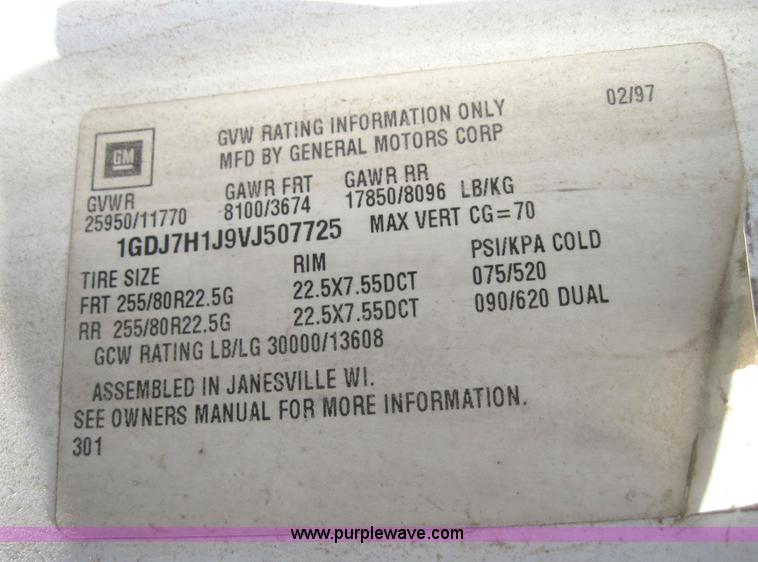 GM
GVW RATING INFORMATION ONLY 02/97
MFD BY GENERAL MOTORS CORP
GVWR GAWR FRT GAWR RR
25950/11770 8100/3674 17850/8096 LB/KG
1GDJ7H1J9VJ507725 MAX VERT CG=70
TIRE SIZE RIM PSI/KPA COLD
FRT 255/80R22.5G 22.5X7.55DCT 075/520
RR 255/80R22.5G 22.5X7.55DCT 090/620 DUAL
GCW RATING LB/LG 30000/13608
ASSEMBLED IN JANESVILLE WI.
SEE OWNERS MANUAL FOR MORE INFORMATION.
301
www.purplewave.com